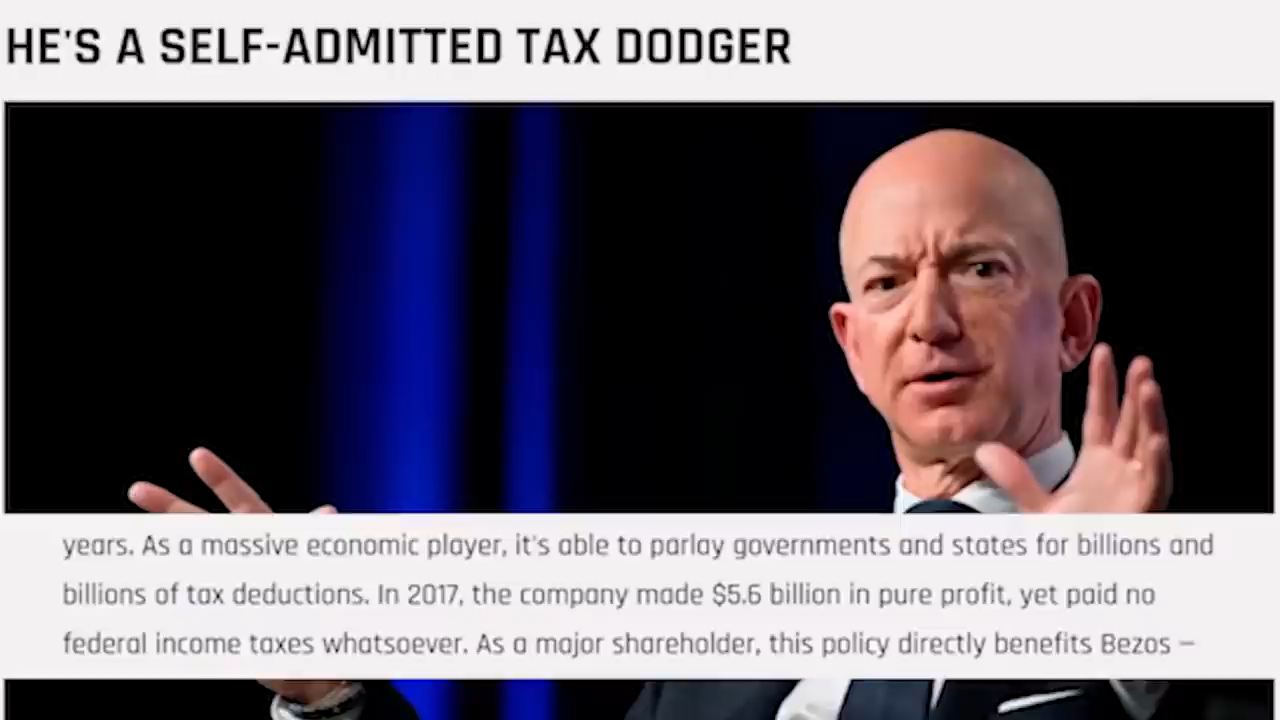 HE'S A SELF-ADMITTED TAX DODGER
years. As a massive economic player, it's able to parlay governments and states for billions and
billions of tax deductions. In 2017, the company made $5.6 billion in pure profit, yet paid no
federal income taxes whatsoever. As a major shareholder, this policy directly benefits Bezos –